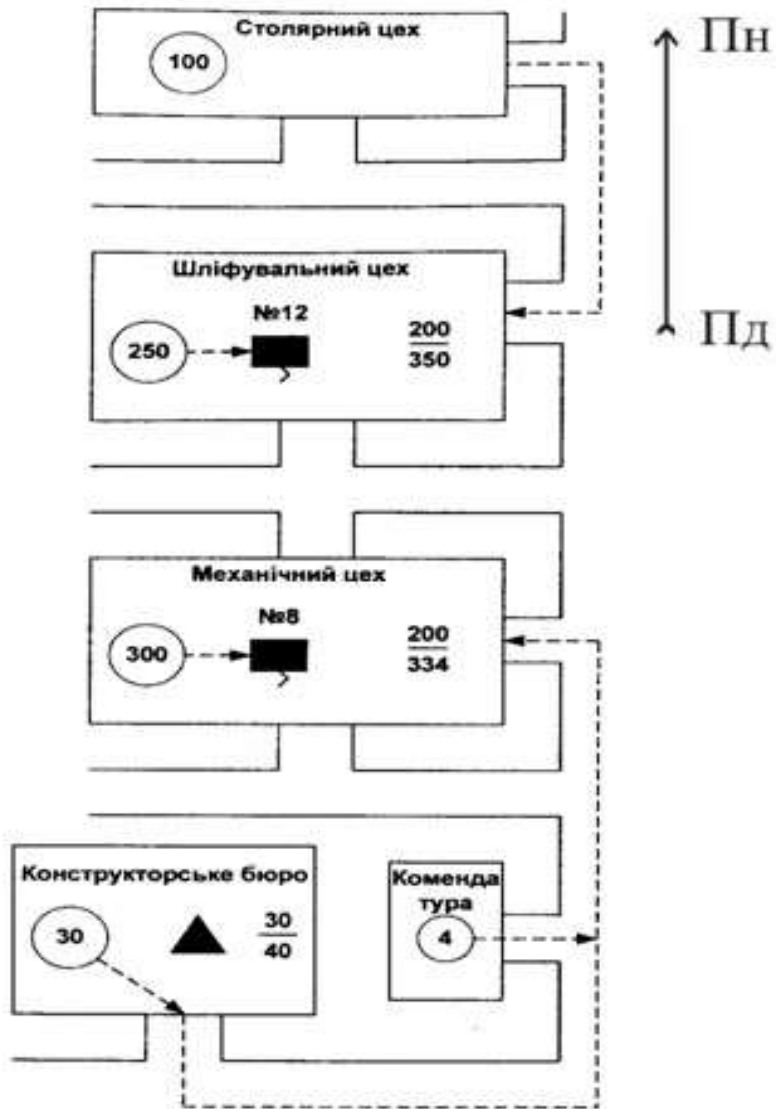 Столярний цех
100
Пн
Шліфувальний цех
№12
250
200
350
Пд
Механічний цех
№8
300
200
334
Конструкторське бюро
30
30
40
Коменда
тура
4